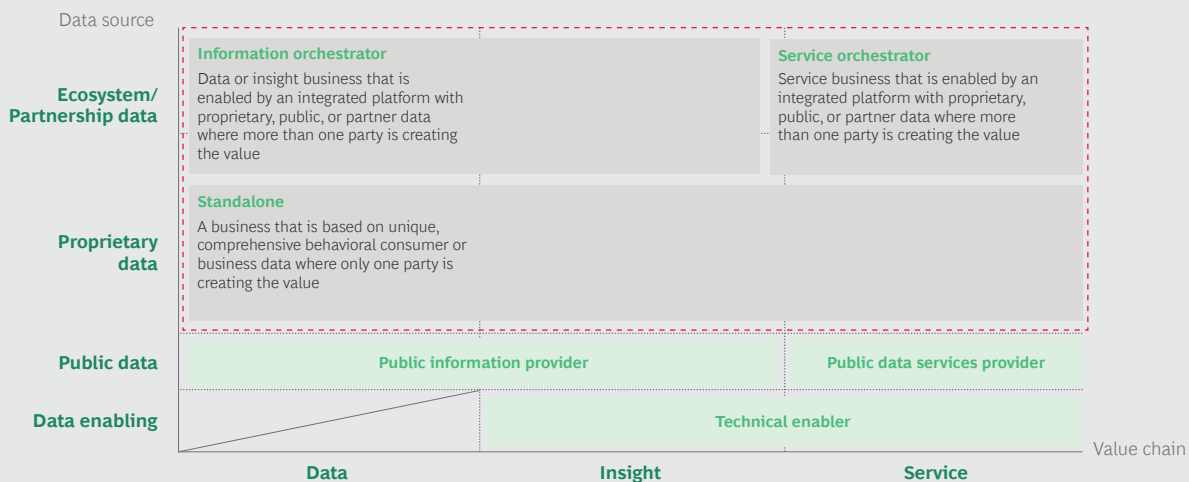 Data source
Ecosystem/
Partnership data
Information orchestrator
Data or insight business that is
enabled by an integrated platform with
proprietary, public, or partner data
where more than one party is creating
the value
Service orchestrator
Service business that is enabled by an
integrated platform with proprietary,
public, or partner data where more
than one party is creating the value
Proprietary
data
Standalone
A business that is based on unique,
comprehensive behavioral consumer or
business data where only one party is
creating the value
Public data
Public information provider
Public data services provider
Data enabling
Technical enabler
Value chain
Data
Insight
Service